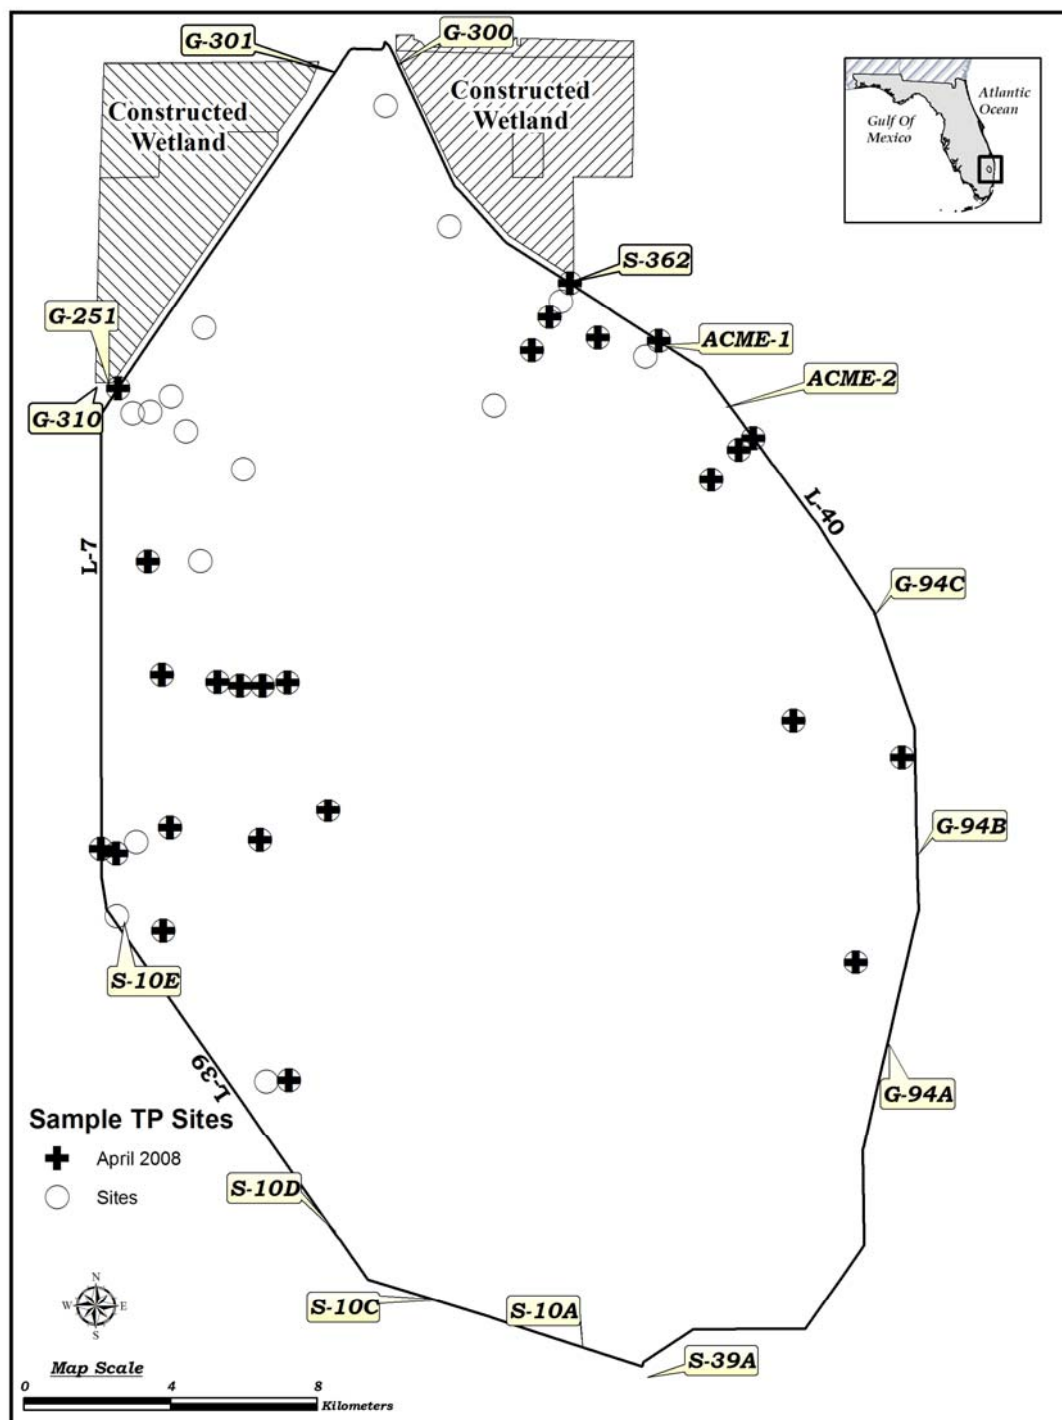 G-301
G-300
Constructed
Wetland
Constructed
Wetland
Atlantic
Ocean
Gulf Of
Mexico
S-362
G-251
ACME-1
ACME-2
G-310
L-40
L-7
G-94C
G-94B
S-10E
L-39
G-94A
Sample TP Sites
April 2008
Sites
S-10D
N
W
E
S
S-10C
S-10A
S-39A
Map Scale
0
4
8
Kilometers